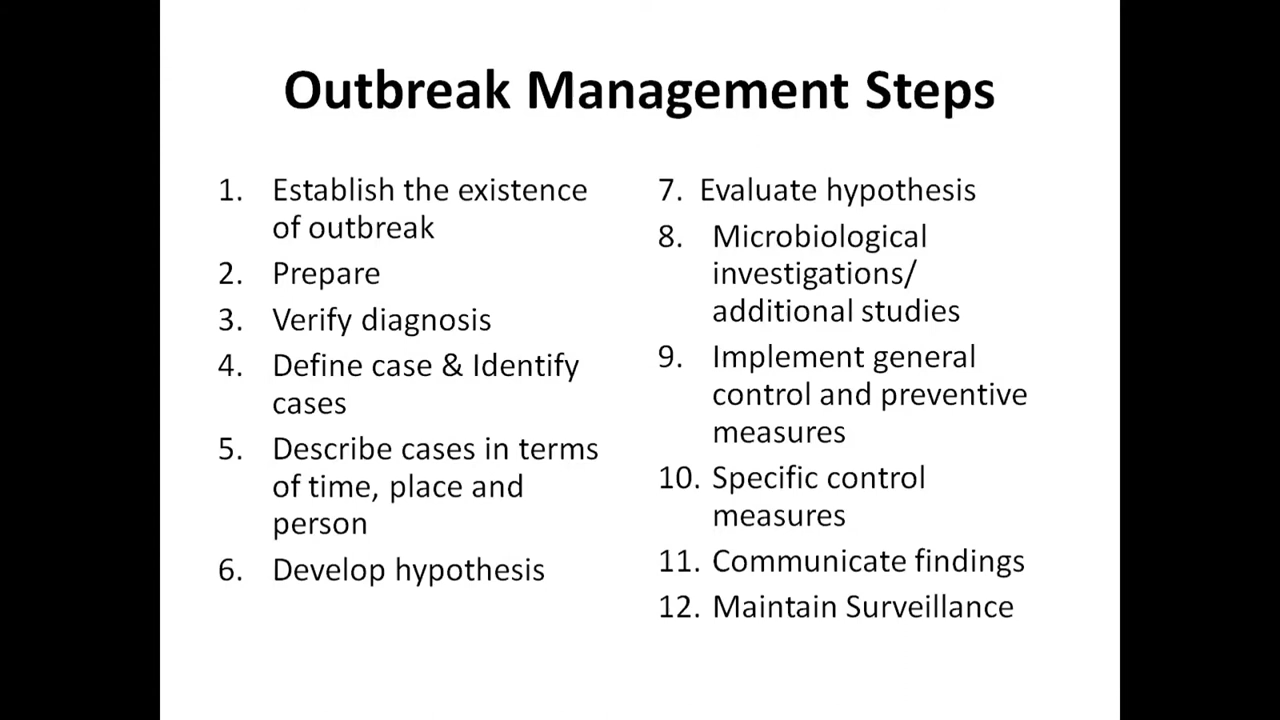 Outbreak Management Steps
1. Establish the existence
of outbreak
2. Prepare
3. Verify diagnosis
4. Define case & Identify
cases
5. Describe cases in terms
of time, place and
person
6. Develop hypothesis
7. Evaluate hypothesis
8. Microbiological
investigations/
additional studies
9. Implement general
control and preventive
measures
10. Specific control
measures
11. Communicate findings
12. Maintain Surveillance